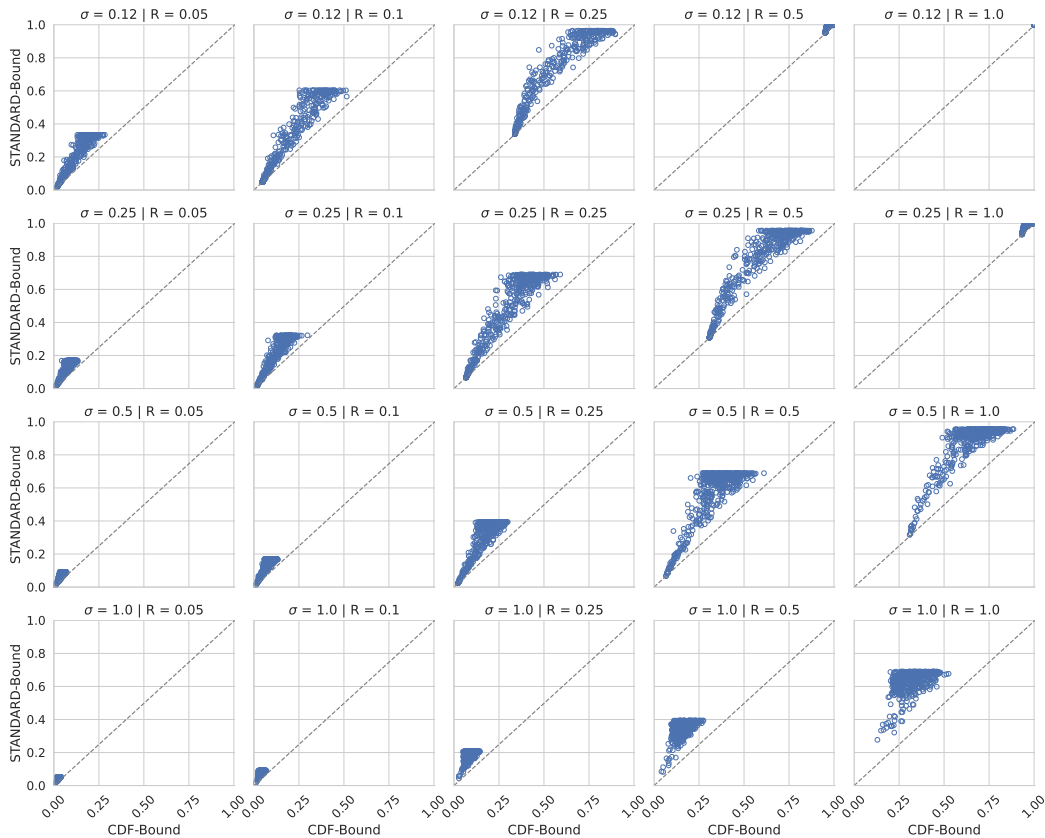 σ = 0.12 | R = 0.05
σ = 0.12 | R = 0.1
σ = 0.12 | R = 0.25
σ = 0.12 | R = 0.5
σ = 0.12 | R = 1.0
1.0
0.8
0.6
0.4
0.2
0.0
STANDARD-Bound
σ = 0.25 | R = 0.05
σ = 0.25 | R = 0.1
σ = 0.25 | R = 0.25
σ = 0.25 | R = 0.5
σ = 0.25 | R = 1.0
1.0
0.8
0.6
0.4
0.2
0.0
STANDARD-Bound
σ = 0.5 | R = 0.05
σ = 0.5 | R = 0.1
σ = 0.5 | R = 0.25
σ = 0.5 | R = 0.5
σ = 0.5 | R = 1.0
1.0
0.8
0.6
0.4
0.2
0.0
STANDARD-Bound
σ = 1.0 | R = 0.05
σ = 1.0 | R = 0.1
σ = 1.0 | R = 0.25
σ = 1.0 | R = 0.5
σ = 1.0 | R = 1.0
1.0
0.8
0.6
0.4
0.2
0.0
STANDARD-Bound
0.00
0.25
0.50
0.75
1.00
CDF-Bound
0.00
0.25
0.50
0.75
1.00
CDF-Bound
0.00
0.25
0.50
0.75
1.00
CDF-Bound
0.00
0.25
0.50
0.75
1.00
CDF-Bound
0.00
0.25
0.50
0.75
1.00
CDF-Bound